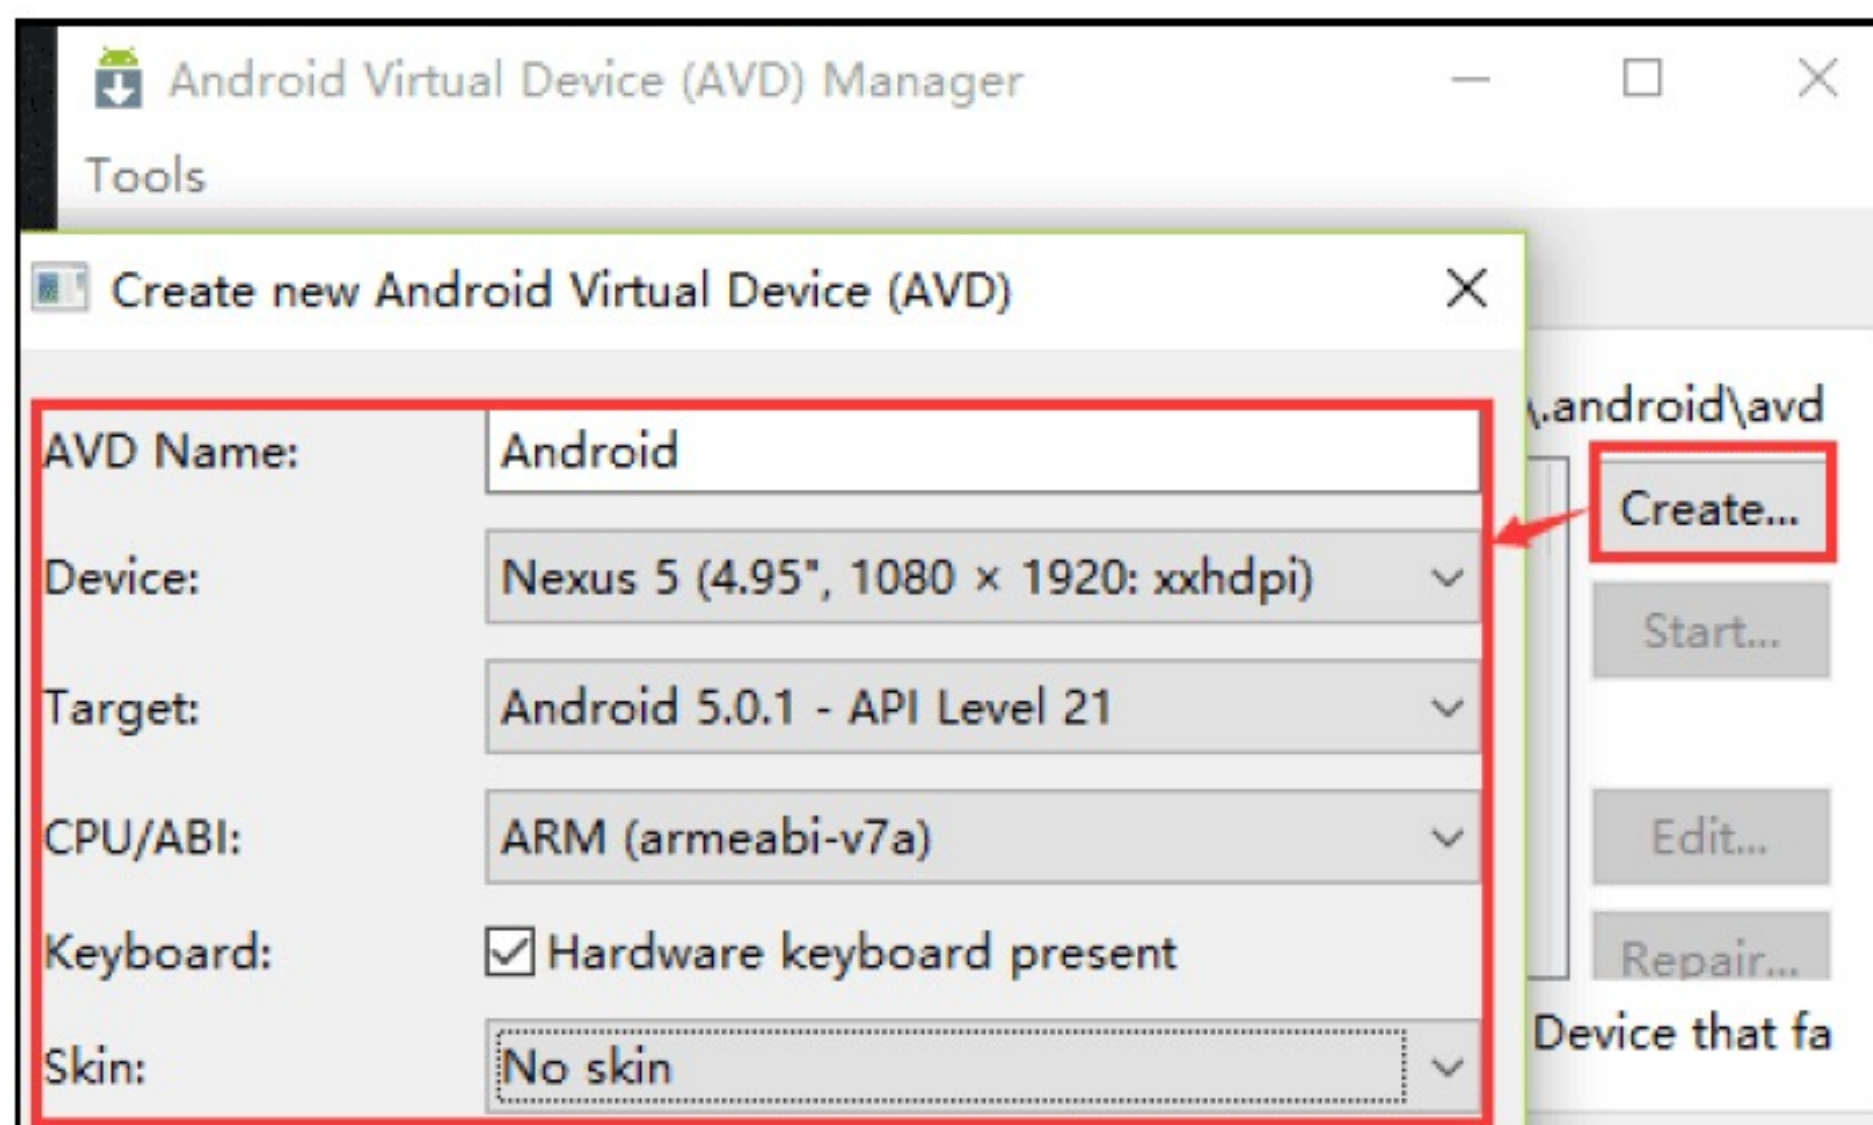 Android Virtual Device (AVD) Manager
Tools
Create new Android Virtual Device (AVD)
\.android\avd
AVD Name: Android
Create...
Device: Nexus 5 (4.95", 1080 × 1920: xxhdpi)
Start...
Target: Android 5.0.1 - API Level 21
CPU/ABI: ARM (armeabi-v7a)
Edit...
Keyboard: Hardware keyboard present
Repair...
Device that fa
Skin: No skin